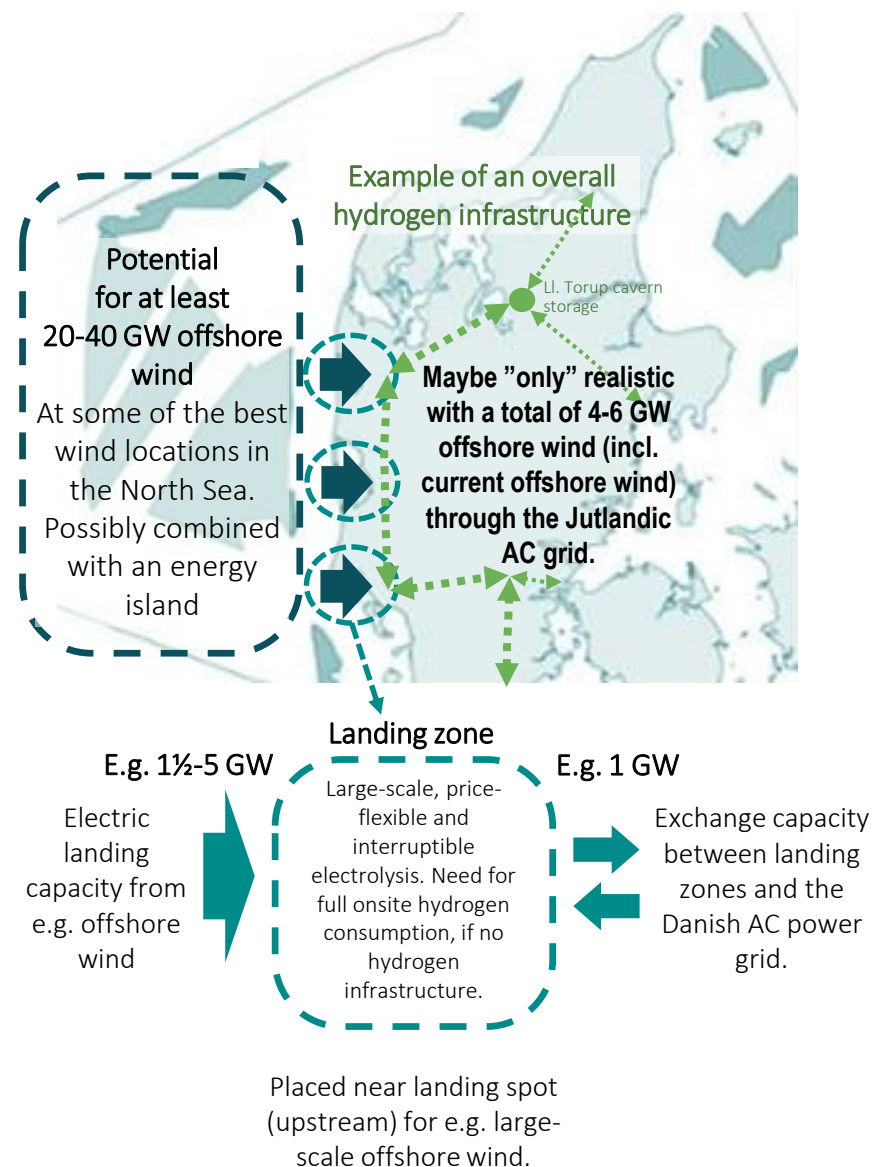 Example of an overall
hydrogen infrastructure
Ll. Torup cavern
storage
Potential
for at least
20-40 GW offshore
wind
At some of the best
wind locations in
the North Sea.
Possibly combined
with an energy
island
Maybe ”only” realistic
with a total of 4-6 GW
offshore wind (incl.
current offshore wind)
through the Jutlandic
AC grid.
Landing zone
E.g. 1½-5 GW
Electric
landing
capacity from
e.g. offshore
wind
Large-scale, price-
flexible and
interruptible
electrolysis. Need for
full onsite hydrogen
consumption, if no
hydrogen
infrastructure.
E.g. 1 GW
Exchange capacity
between landing
zones and the
Danish AC power
grid.
Placed near landing spot
(upstream) for e.g. large-
scale offshore wind.